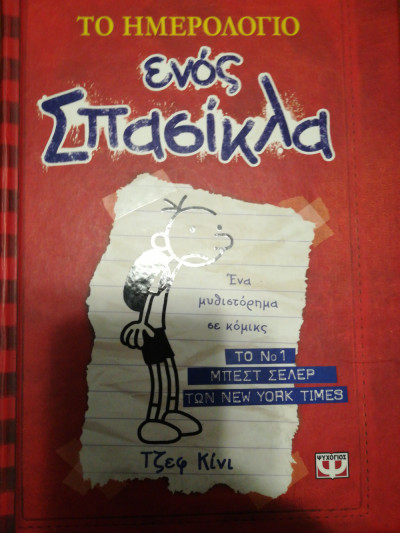 ΤΟ ΗΜΕΡΟΛΟΓΙΟ
ενός
Σπασίκλα
Ένα
μυθιστόρημα
σε κόμικς
ΤΟ Νο1
ΜΠΕΣΤ ΣΕΛΕΡ
ΤΩΝ NEW YORK TIMES
Τζεφ Κίνι
ΨΥΧΟΓΙΟΣ